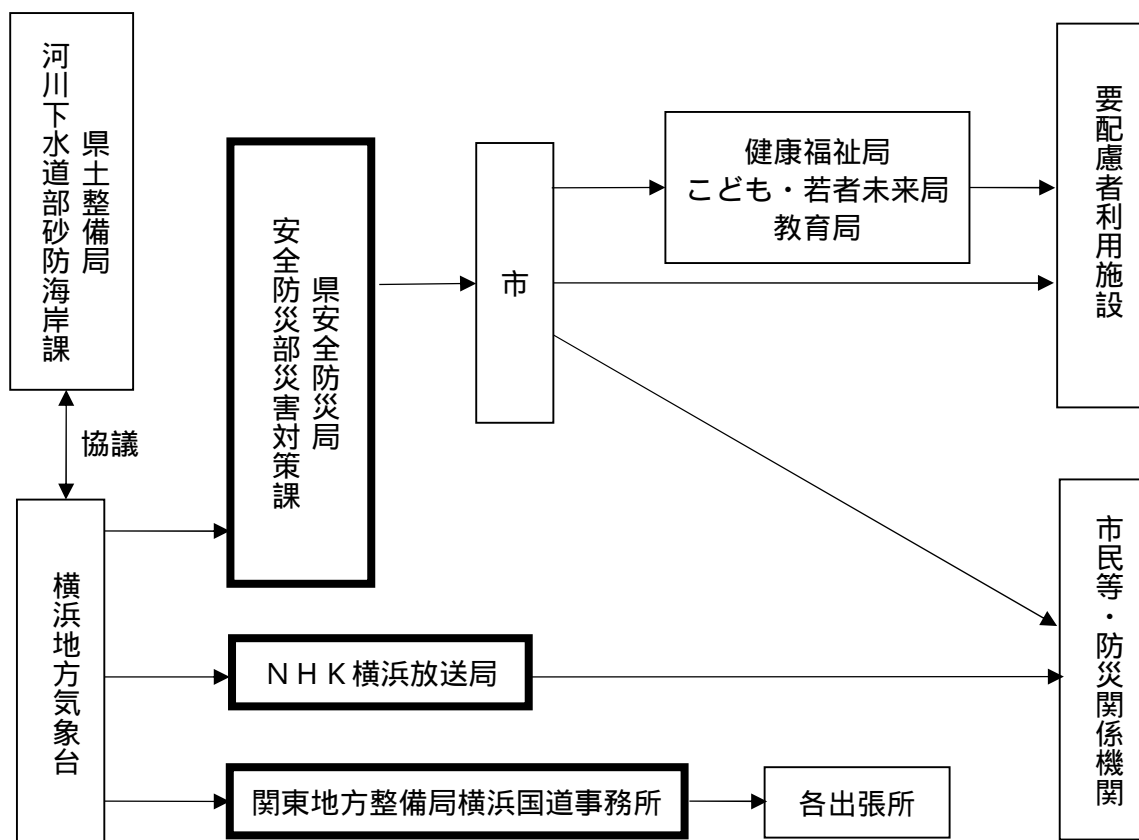 県土整備局
河川下水道部砂防海岸課
協議
横浜地方気象台
県安全防災局
安全防災部災害対策課
市
健康福祉局
こども・若者未来局
教育局
要配慮者利用施設
ＮＨＫ横浜放送局
市民等・防災関係機関
関東地方整備局横浜国道事務所
各出張所